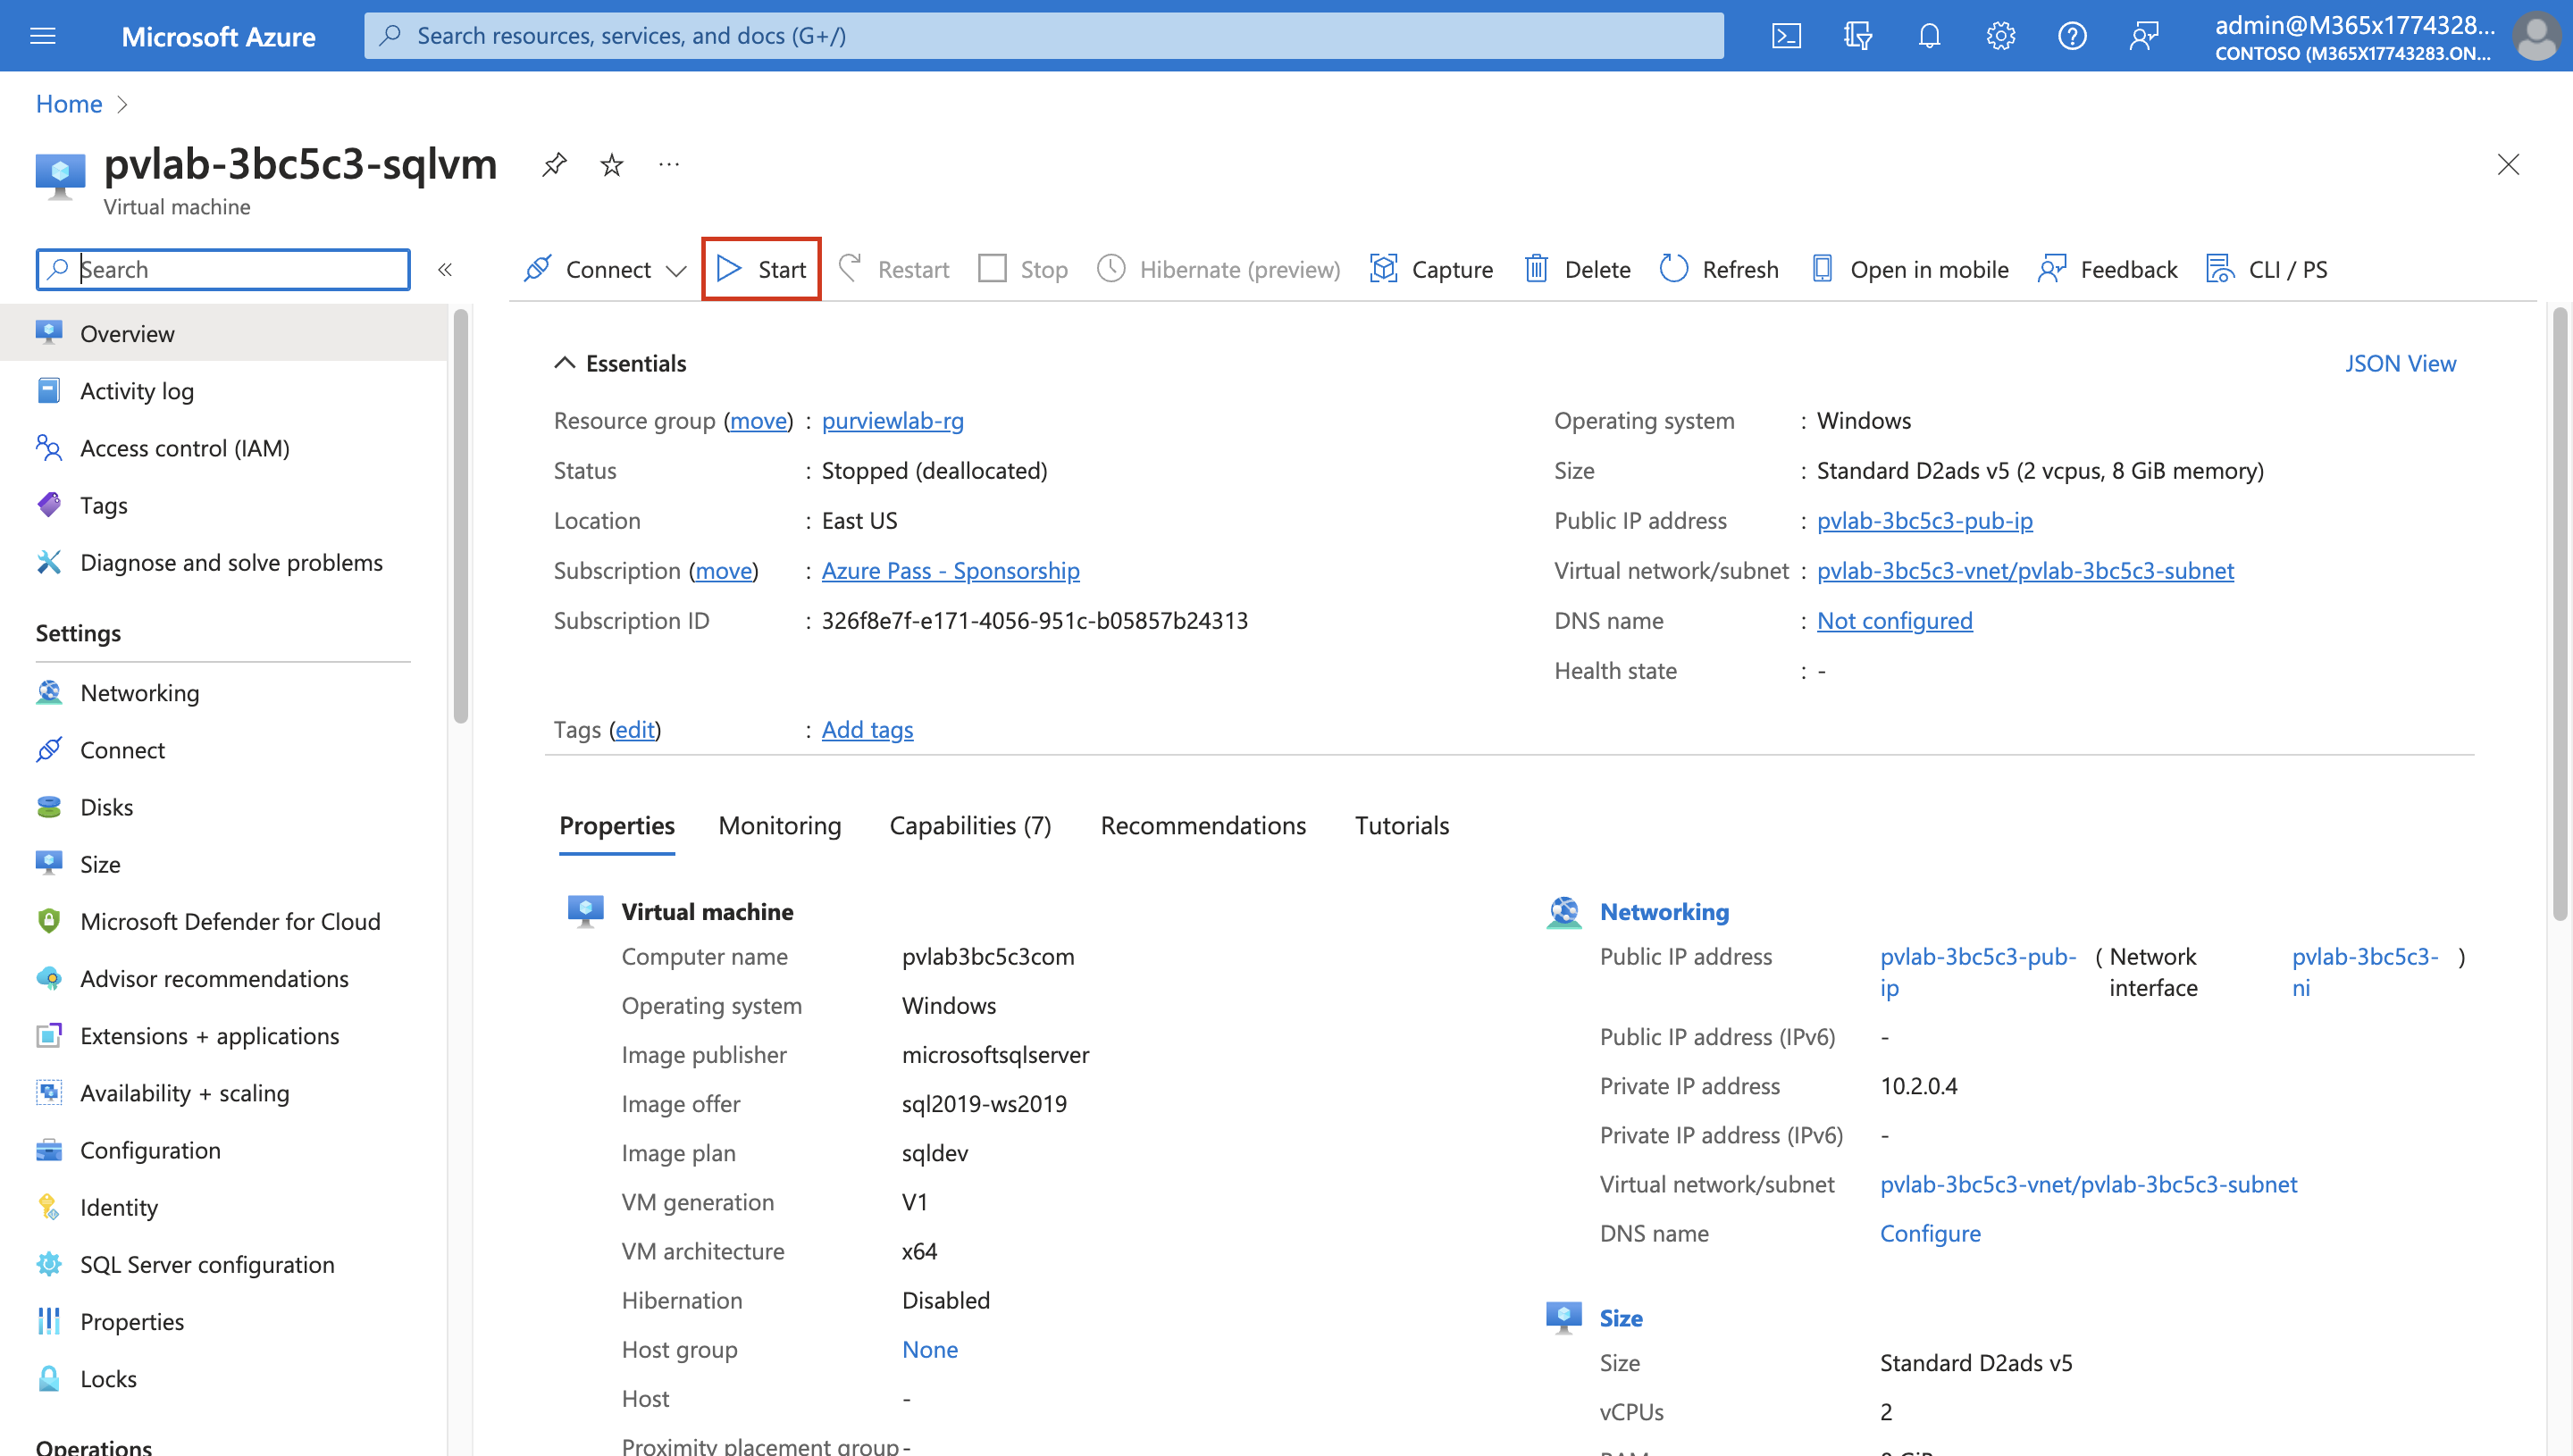 Microsoft Azure
Search resources, services, and docs (G+/)
admin@M365x1774328...
CONTOSO (M365X17743283.ON...
Home
pvlab-3bc5c3-sqlvm
...
Virtual machine
Search
«
Connect
Start
Restart
Stop
Hibernate (preview)
Capture
Delete
Refresh
Open in mobile
Feedback
CLI / PS
Overview
Activity log
Access control (IAM)
Tags
Diagnose and solve problems
Settings
Networking
Connect
Disks
Size
Microsoft Defender for Cloud
Advisor recommendations
Extensions + applications
Availability + scaling
Configuration
Identity
SQL Server configuration
Properties
Locks
Operations
Essentials
JSON View
Resource group (move) : purviewlab-rg
Status : Stopped (deallocated)
Location : East US
Subscription (move) : Azure Pass - Sponsorship
Subscription ID : 326f8e7f-e171-4056-951c-b05857b24313
Operating system : Windows
Size : Standard D2ads v5 (2 vcpus, 8 GiB memory)
Public IP address : pvlab-3bc5c3-pub-ip
Virtual network/subnet : pvlab-3bc5c3-vnet/pvlab-3bc5c3-subnet
DNS name : Not configured
Health state : -
Tags (edit) : Add tags
Properties
Monitoring
Capabilities (7)
Recommendations
Tutorials
Virtual machine
Computer name pvlab3bc5c3com
Operating system Windows
Image publisher microsoftsqlserver
Image offer sql2019-ws2019
Image plan sqldev
VM generation V1
VM architecture x64
Hibernation Disabled
Host group None
Host -
Proximity placement group -
Networking
Public IP address pvlab-3bc5c3-pub- ( Network pvlab-3bc5c3- )
ip interface ni
Public IP address (IPv6) -
Private IP address 10.2.0.4
Private IP address (IPv6) -
Virtual network/subnet pvlab-3bc5c3-vnet/pvlab-3bc5c3-subnet
DNS name Configure
Size
Size Standard D2ads v5
vCPUs 2